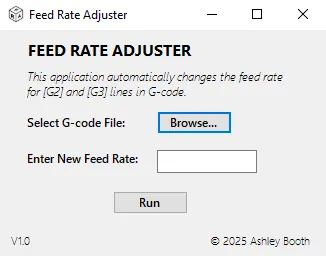 Feed Rate Adjuster
FEED RATE ADJUSTER
This application automatically changes the feed rate
for [G2] and [G3] lines in G-code.
Select G-code File: Browse...
Enter New Feed Rate:
Run
V1.0 © 2025 Ashley Booth